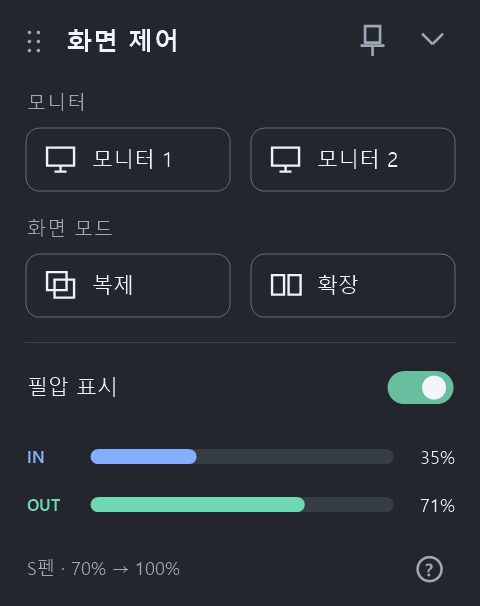 화면 제어
모니터
모니터 1 모니터 2
화면 모드
복제 확장
필압 표시
IN 35%
OUT 71%
S펜 · 70% → 100% ?